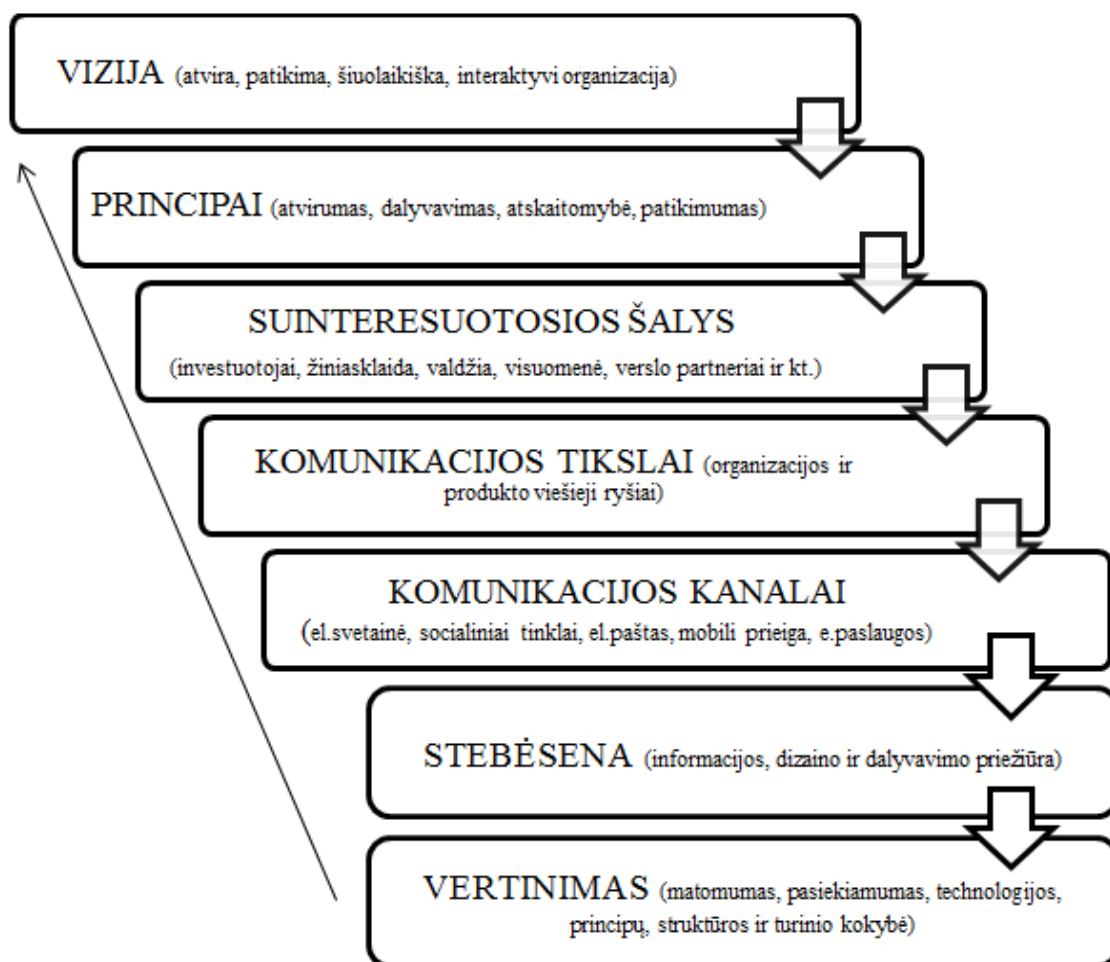 VIZIJA (atvira, patikima, šiuolaikiška, interaktyvi organizacija)
PRINCIPAI (atvirumas, dalyvavimas, atskaitomybė, patikimumas)
SUINTERESUOTOSIOS ŠALYS
(investuotojai, žiniasklaida, valdžia, visuomenė, verslo partneriai ir kt.)
KOMUNIKACIJOS TIKSLAI (organizacijos ir
produkto viešieji ryšiai)
KOMUNIKACIJOS KANALAI
(el.svetainė, socialiniai tinklai, el.paštas, mobili prieiga, e.paslaugos)
STEBĖSENA (informacijos, dizaino ir dalyvavimo priežiūra)
VERTINIMAS (matomumas, pasiekiamumas, technologijos,
principų, struktūros ir turinio kokybė)